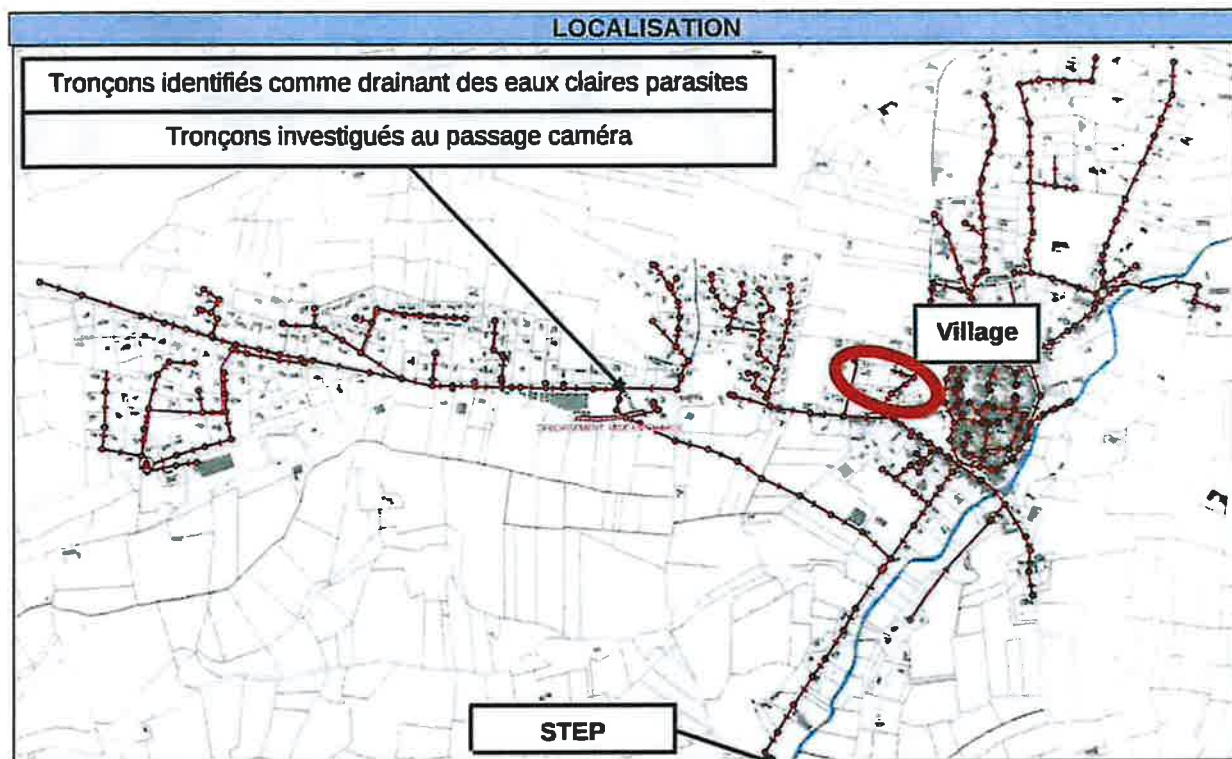 LOCALISATION
Tronçons identifiés comme drainant des eaux claires parasites
Tronçons investigués au passage caméra
Village
STEP